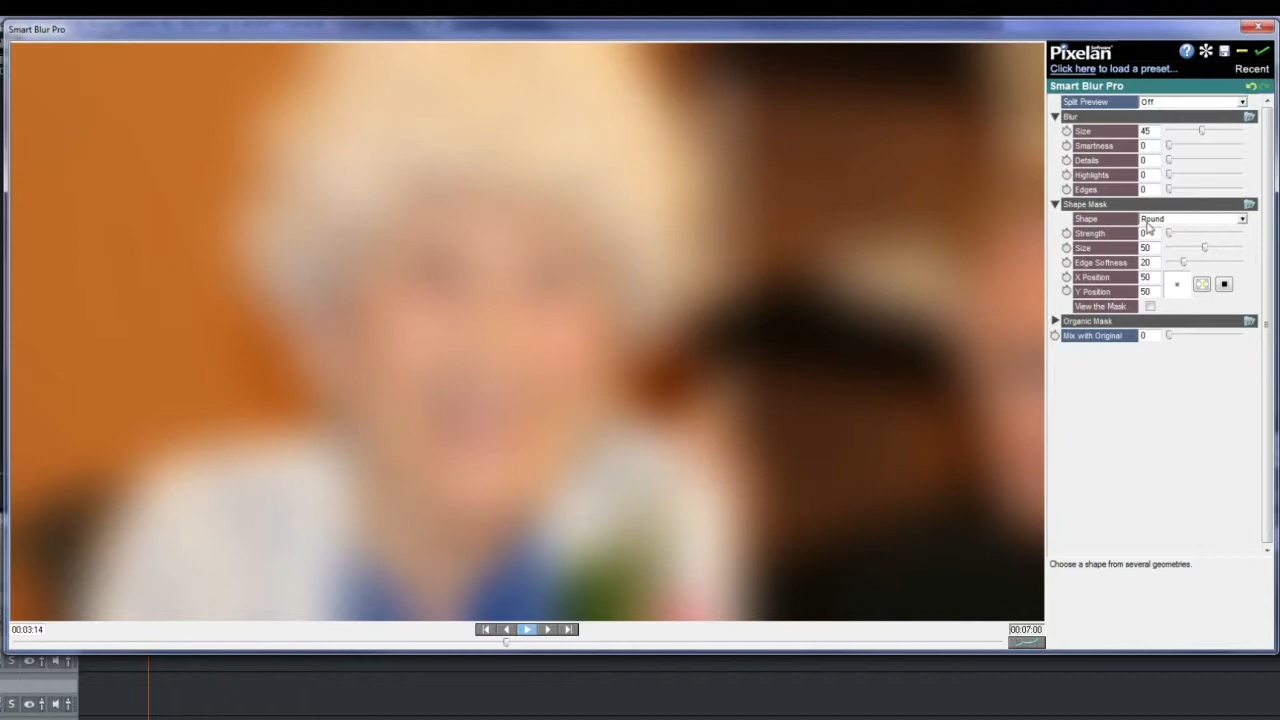 Smart Blur Pro
Pixelan Software
Click here to load a preset...
Recent
Smart Blur Pro
Split Preview Off
Blur
Size 45
Smartness 0
Details 0
Highlights 0
Edges 0
Shape Mask
Shape Round
Strength 0
Size 50
Edge Softness 20
X Position 50
Y Position 50
View the Mask
Organic Mask
Mix with Original 0
Choose a shape from several geometries.
00:03:14
00:07:00
S
S